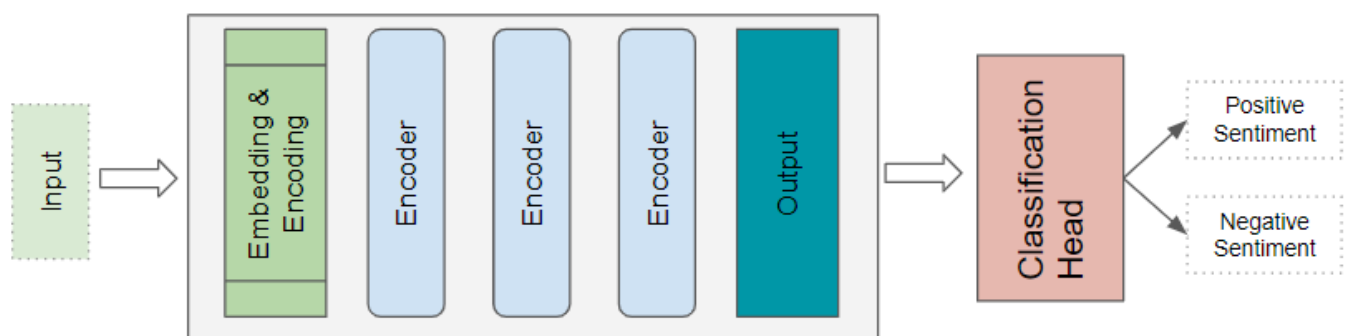 Input
Embedding &
Encoding
Encoder
Encoder
Encoder
Output
Classification
Head
Positive
Sentiment
Negative
Sentiment